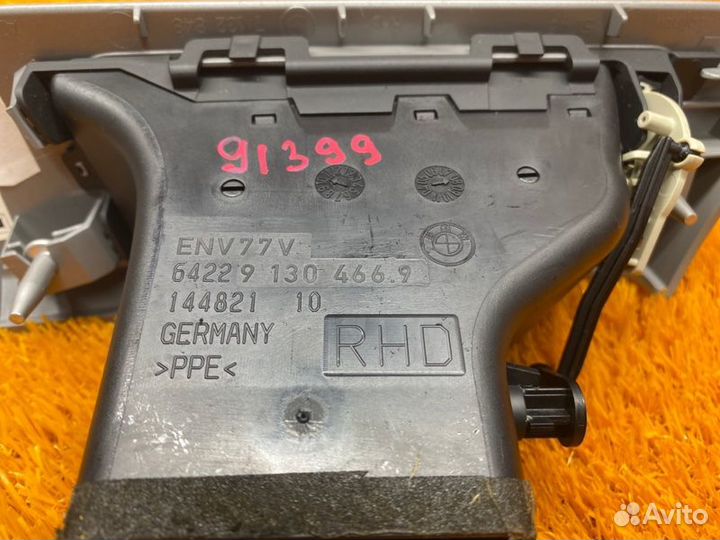 91399
ENV77V
64229 130 466.9
144821 10
GERMANY
RHD
>PPE<
Avito